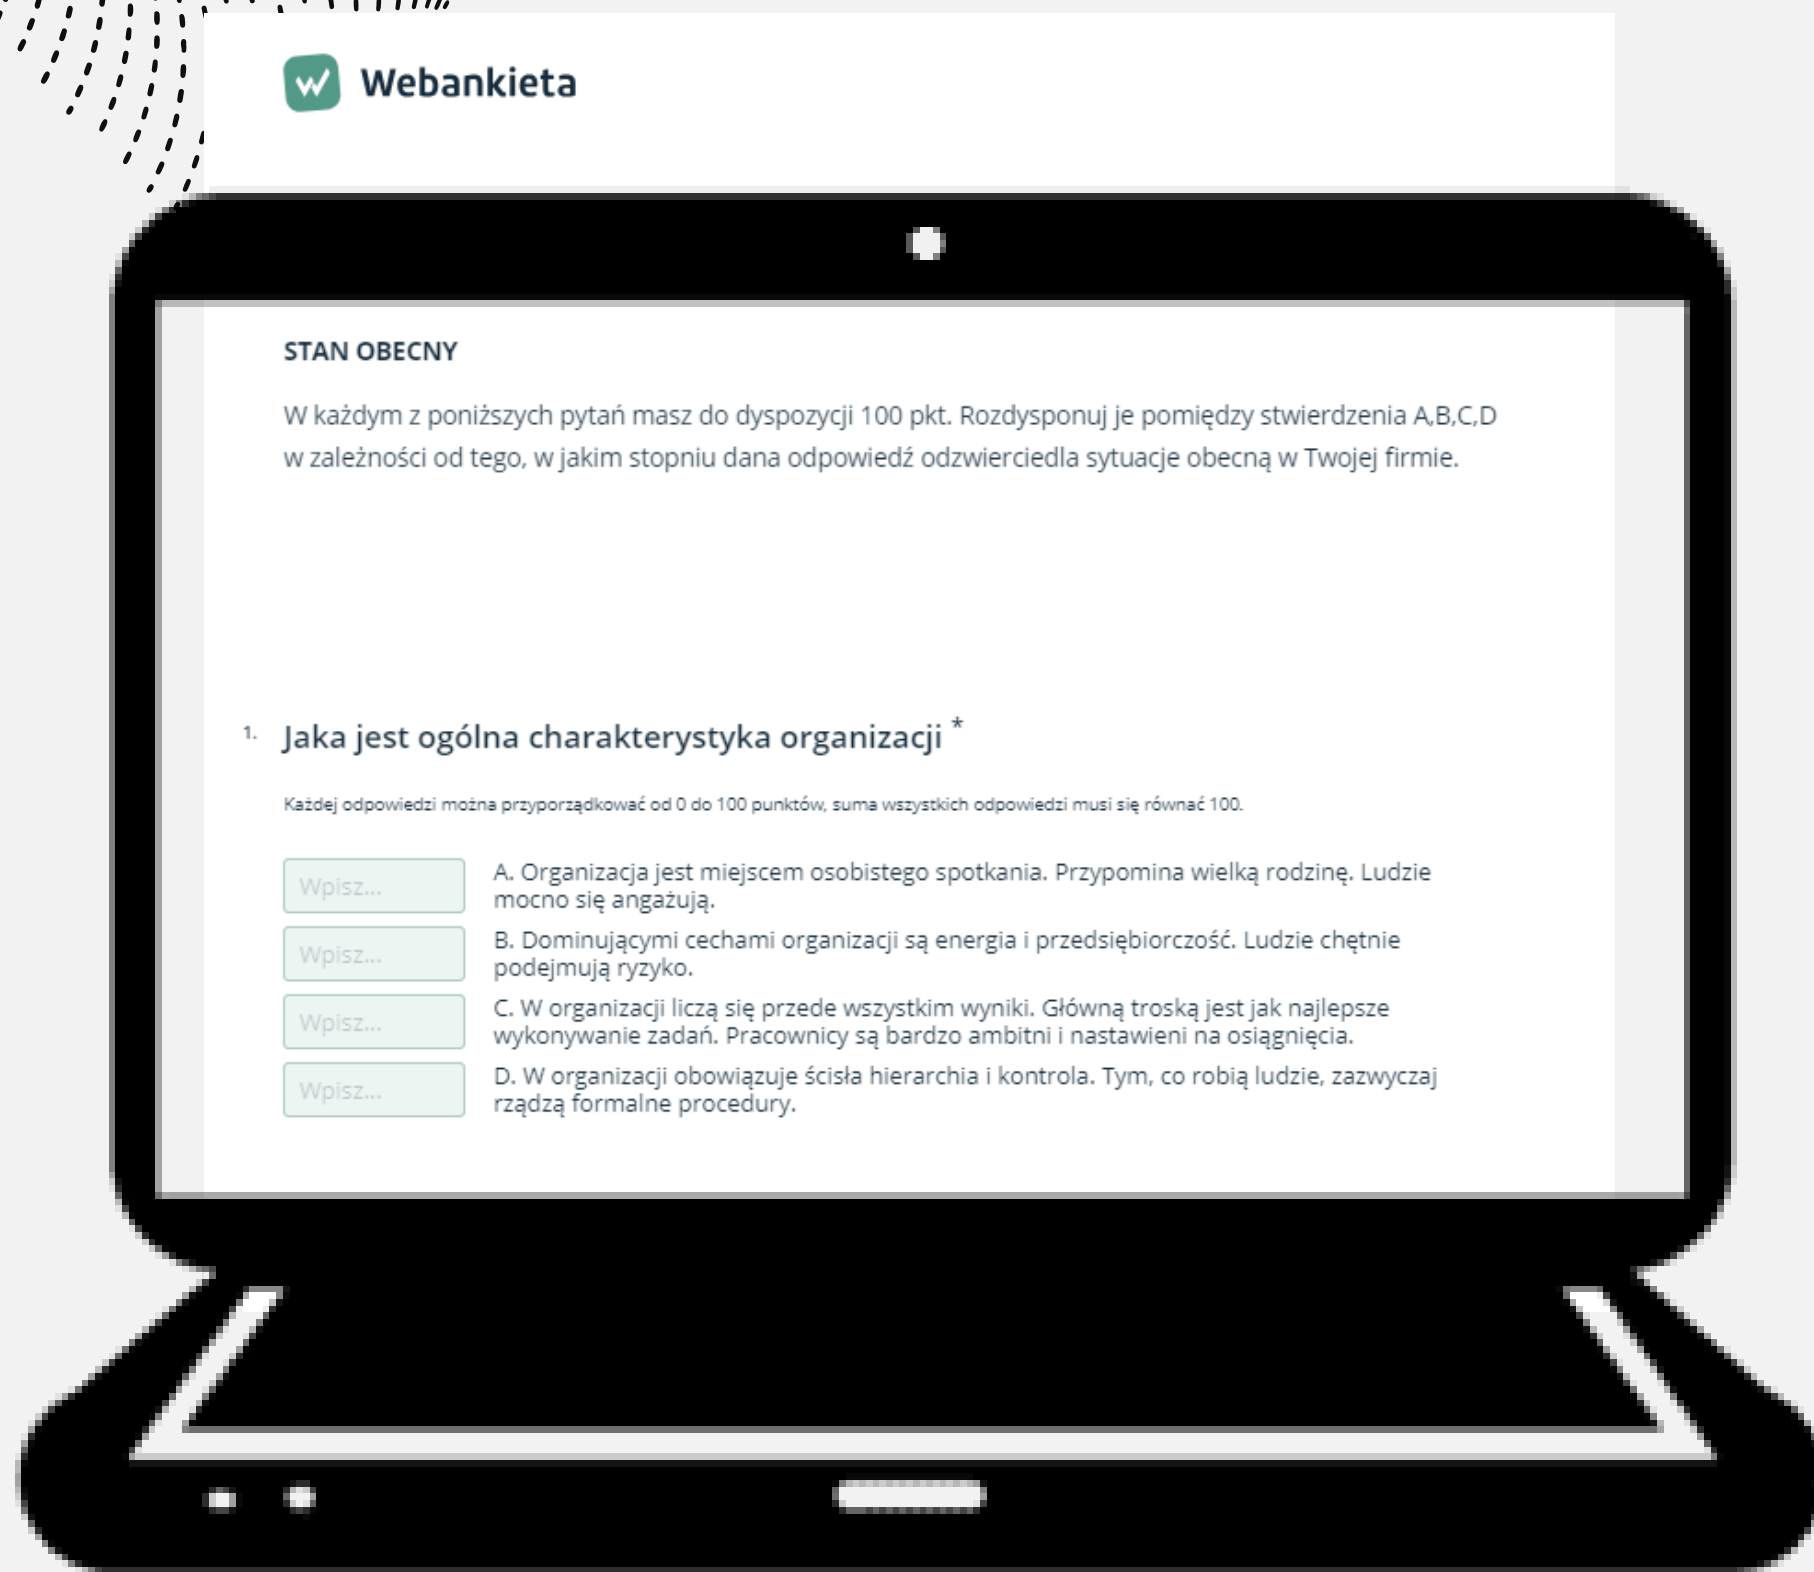 Webankieta
STAN OBECNY
W każdym z poniższych pytań masz do dyspozycji 100 pkt. Rozdysponuj je pomiędzy stwierdzenia A,B,C,D
w zależności od tego, w jakim stopniu dana odpowiedź odzwierciedla sytuacje obecną w Twojej firmie.
1. Jaka jest ogólna charakterystyka organizacji *
Każdej odpowiedzi można przyporządkować od 0 do 100 punktów, suma wszystkich odpowiedzi musi się równać 100.
Wpisz... A. Organizacja jest miejscem osobistego spotkania. Przypomina wielką rodzinę. Ludzie
mocno się angażują.
Wpisz... B. Dominującymi cechami organizacji są energia i przedsiębiorczość. Ludzie chętnie
podejmują ryzyko.
Wpisz... C. W organizacji liczą się przede wszystkim wyniki. Główną troską jest jak najlepsze
wykonywanie zadań. Pracownicy są bardzo ambitni i nastawieni na osiągnięcia.
Wpisz... D. W organizacji obowiązuje ścisła hierarchia i kontrola. Tym, co robią ludzie, zazwyczaj
rządzą formalne procedury.